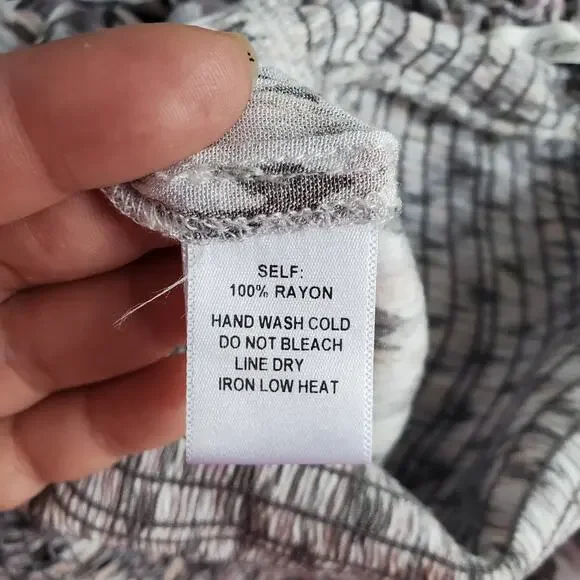 SELF:
100% RAYON
HAND WASH COLD
DO NOT BLEACH
LINE DRY
IRON LOW HEAT